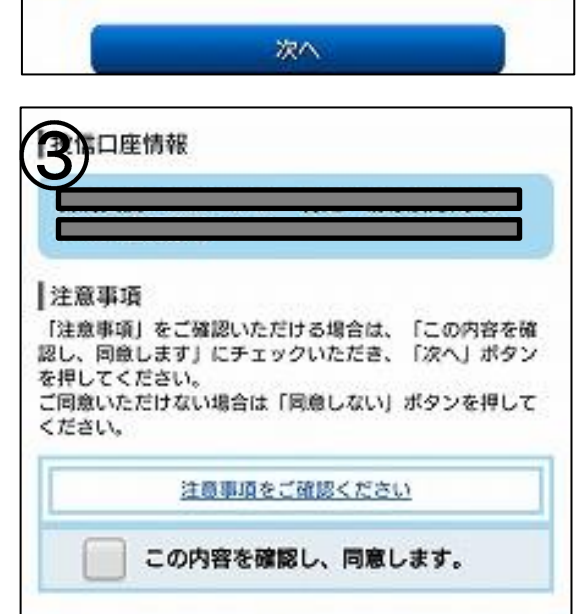 次へ
③
信口座情報
注意事項
「注意事項」をご確認いただける場合は、「この内容を確
認し、同意します」にチェックいただき、「次へ」ボタン
を押してください。
ご同意いただけない場合は「同意しない」ボタンを押して
ください。
注意事項をご確認ください
この内容を確認し、同意します。